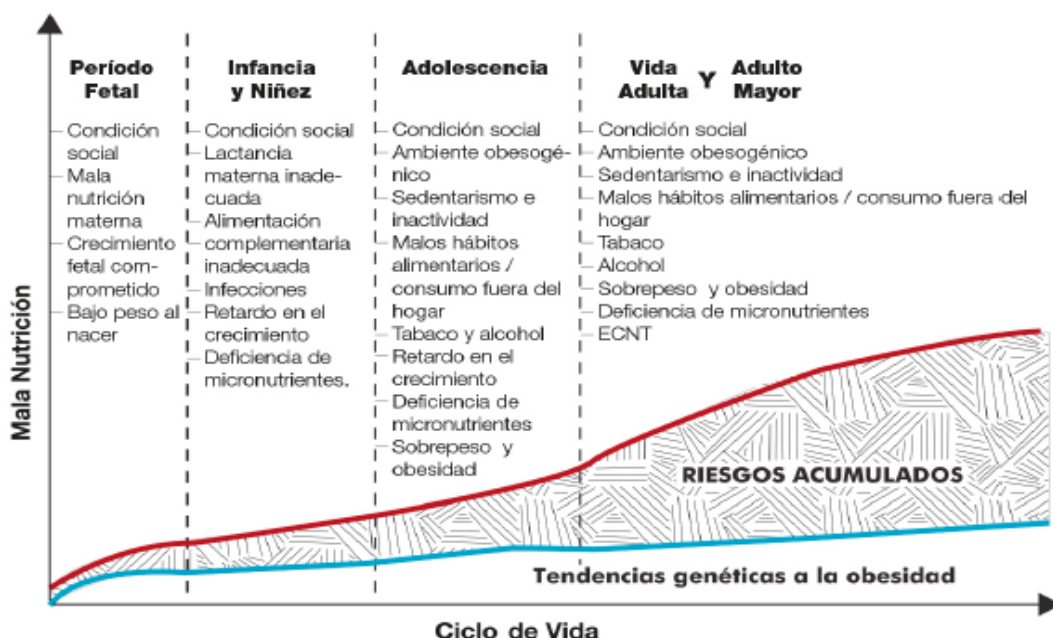 Período
Fetal
Condición
social
Mala
nutrición
materna
Crecimiento
fetal com-
prometido
Bajo peso al
nacer
Infancia
y Niñez
Condición social
Lactancia
materna inade-
cuada
Alimentación
complementaria
inadecuada
Infecciones
Retardo en el
crecimiento
Deficiencia de
micronutrientes.
Adolescencia
Condición social
Ambiente obesogé-
nico
Sedentarismo e
inactividad
Malos hábitos
alimentarios /
consumo fuera del
hogar
Tabaco y alcohol
Retardo en el
crecimiento
Deficiencia de
micronutrientes
Sobrepeso y
obesidad
Vida Y Adulto
Adulta Mayor
Condición social
Ambiente obesogénico
Sedentarismo e inactividad
Malos hábitos alimentarios / consumo fuera del
hogar
Tabaco
Alcohol
Sobrepeso y obesidad
Deficiencia de micronutrientes
ECNT
RIESGOS ACUMULADOS
Tendencias genéticas a la obesidad
Mala Nutrición
Ciclo de Vida